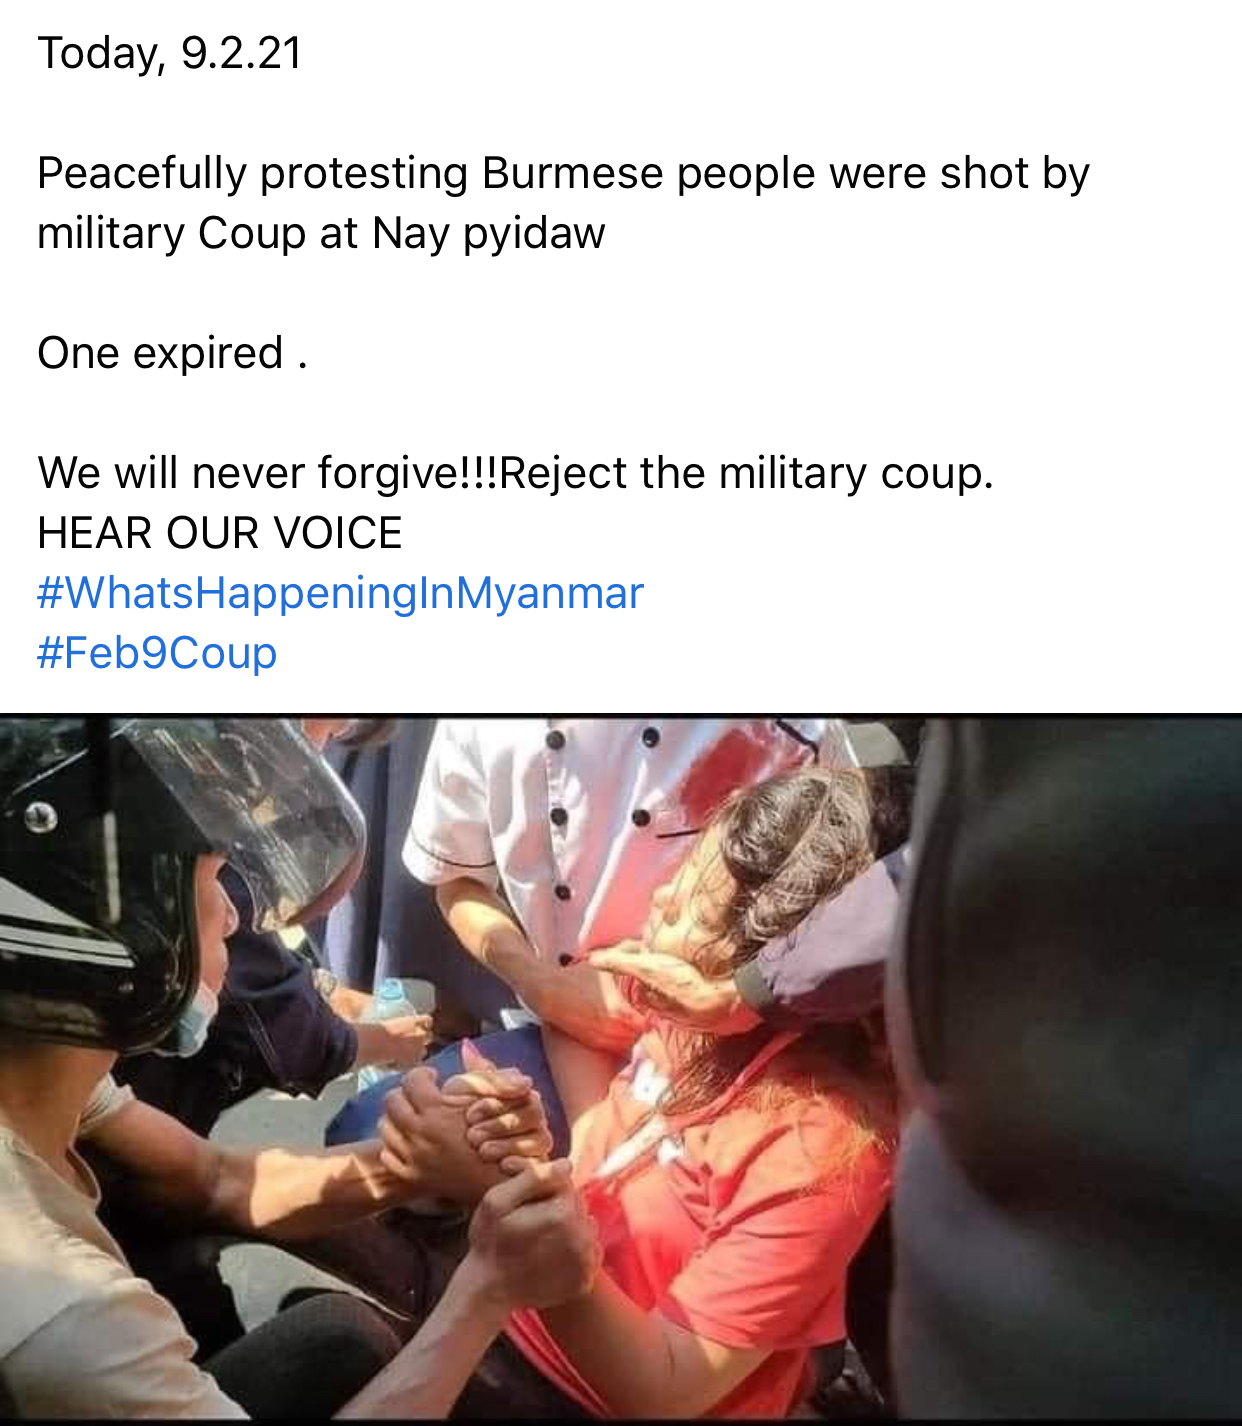 Today, 9.2.21
Peacefully protesting Burmese people were shot by
military Coup at Nay pyidaw
One expired .
We will never forgive!!!Reject the military coup.
HEAR OUR VOICE
#WhatsHappeningInMyanmar
#Feb9Coup